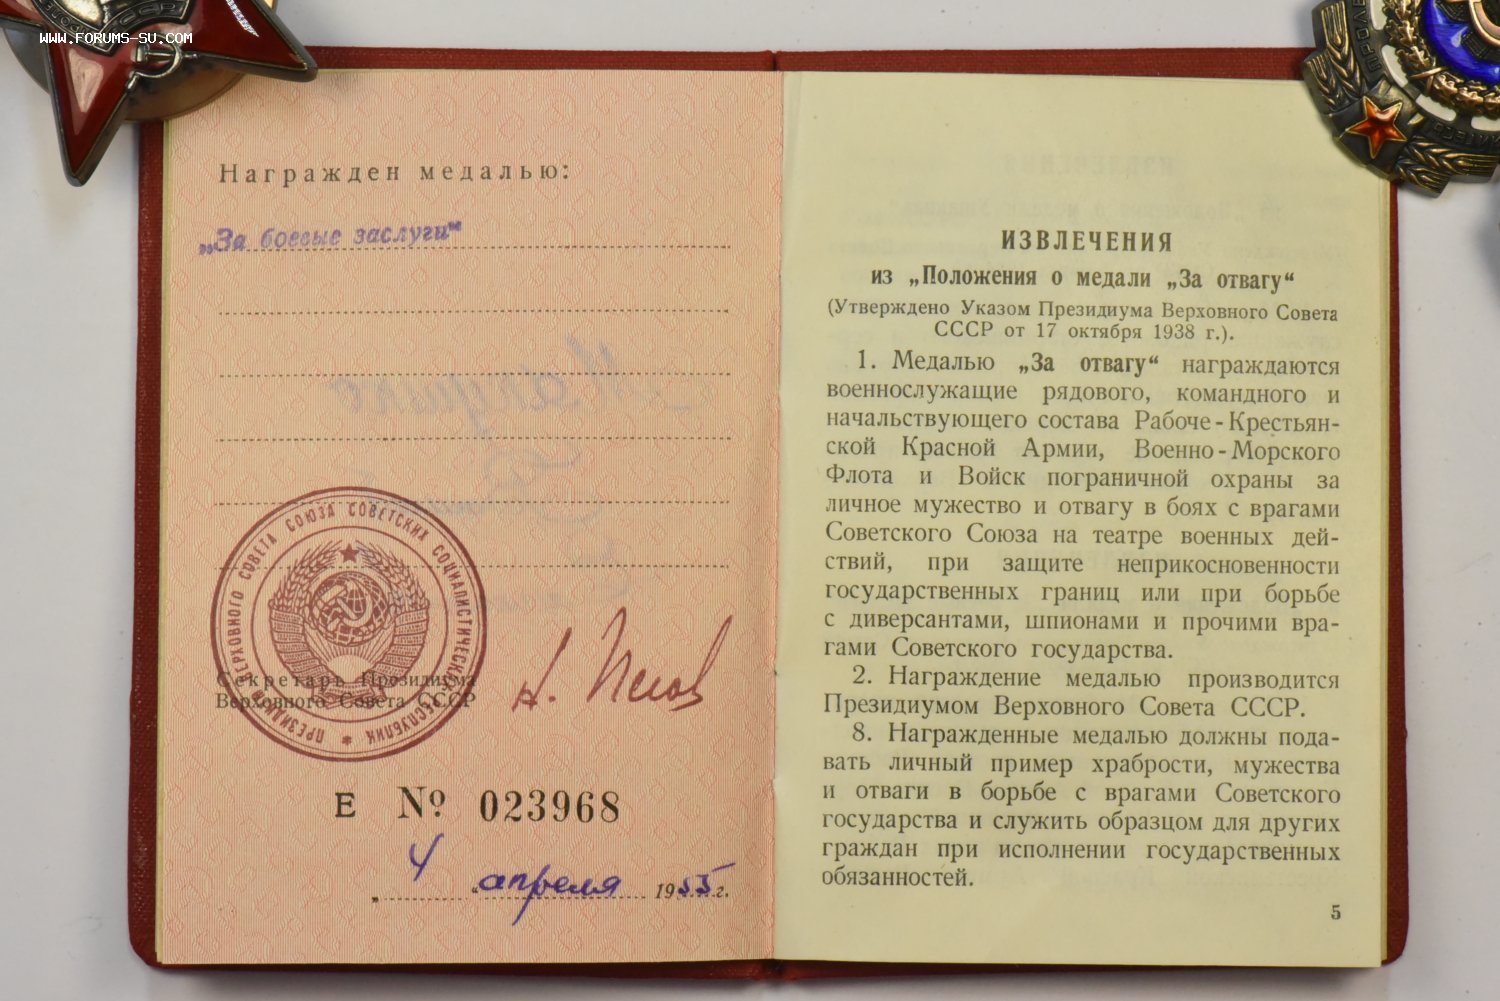 WWW.FORUMS-SU.COM
СССР
ПРОЛЕ
Награжден медалью:
„За боевые заслуги“
ПРЕЗИДИУМ ВЕРХОВНОГО СОВЕТА СОЮЗА СОВЕТСКИХ СОЦИАЛИСТИЧЕСКИХ РЕСПУБЛИК
Секретарь Президиума
Верховного Совета СССР
Е № 023968
„4“ апреля 1955 г.
ИЗВЛЕЧЕНИЯ
из „Положения о медали „За отвагу“
(Утверждено Указом Президиума Верховного Совета
СССР от 17 октября 1938 г.).
1. Медалью „За отвагу“ награждаются
военнослужащие рядового, командного и
начальствующего состава Рабоче-Крестьян-
ской Красной Армии, Военно-Морского
Флота и Войск пограничной охраны за
личное мужество и отвагу в боях с врагами
Советского Союза на театре военных дей-
ствий, при защите неприкосновенности
государственных границ или при борьбе
с диверсантами, шпионами и прочими вра-
гами Советского государства.
2. Награждение медалью производится
Президиумом Верховного Совета СССР.
8. Награжденные медалью должны пода-
вать личный пример храбрости, мужества
и отваги в борьбе с врагами Советского
государства и служить образцом для других
граждан при исполнении государственных
обязанностей.
5